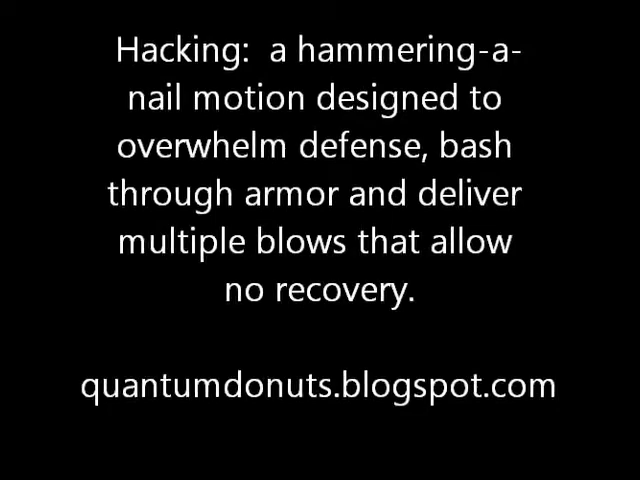 Hacking:  a hammering-a-
nail motion designed to
overwhelm defense, bash
through armor and deliver
multiple blows that allow
no recovery.
quantumdonuts.blogspot.com